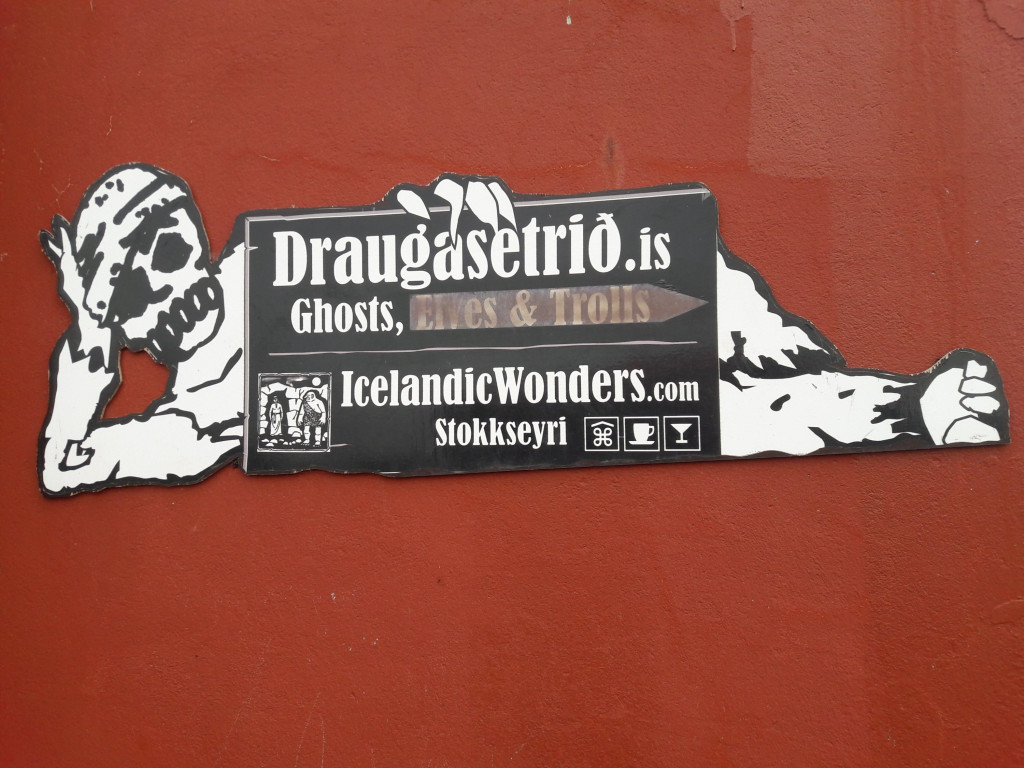 Draugasetrið.is
Ghosts, Elves & Trolls
IcelandicWonders.com
Stokkseyri